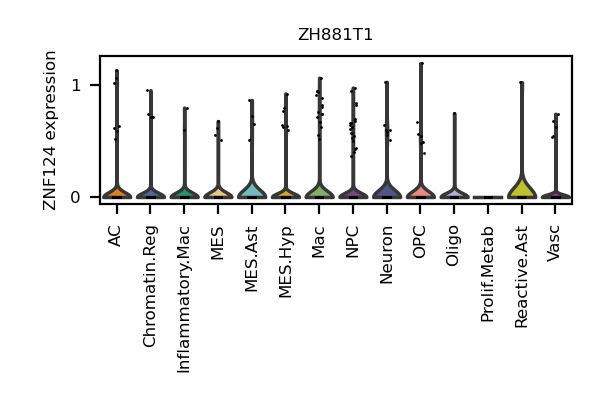 ZH881T1
ZNF124 expression
1
0
AC
Chromatin.Reg
Inflammatory.Mac
MES
MES.Ast
MES.Hyp
Mac
NPC
Neuron
OPC
Oligo
Prolif.Metab
Reactive.Ast
Vasc